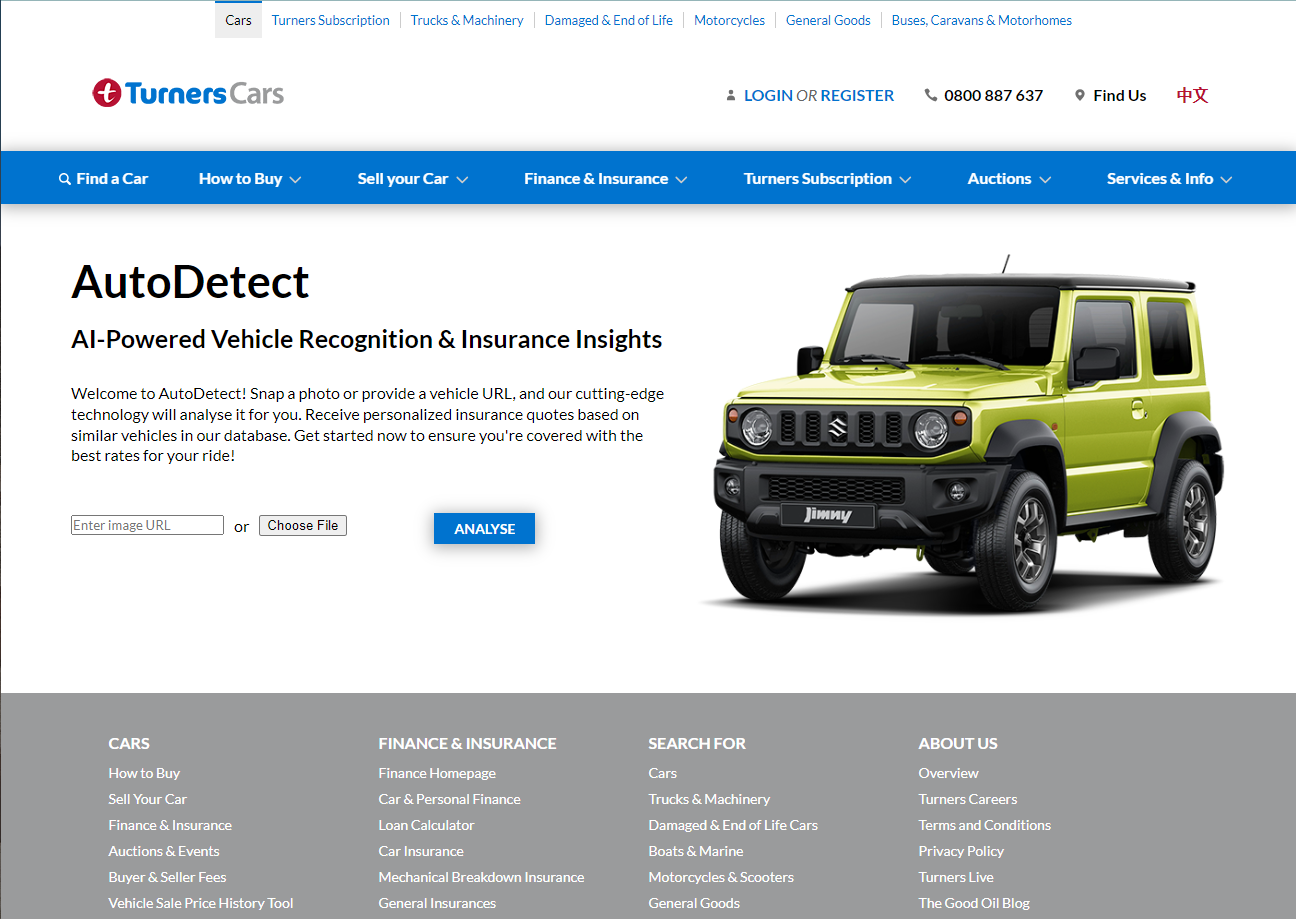 Cars
Turners Subscription
Trucks & Machinery
Damaged & End of Life
Motorcycles
General Goods
Buses, Caravans & Motorhomes
t Turners Cars
LOGIN OR REGISTER
0800 887 637
Find Us
中文
Find a Car
How to Buy
Sell your Car
Finance & Insurance
Turners Subscription
Auctions
Services & Info
AutoDetect
AI-Powered Vehicle Recognition & Insurance Insights
Welcome to AutoDetect! Snap a photo or provide a vehicle URL, and our cutting-edge
technology will analyse it for you. Receive personalized insurance quotes based on
similar vehicles in our database. Get started now to ensure you're covered with the
best rates for your ride!
Enter image URL
or
Choose File
ANALYSE
Jimny
CARS
How to Buy
Sell Your Car
Finance & Insurance
Auctions & Events
Buyer & Seller Fees
Vehicle Sale Price History Tool
FINANCE & INSURANCE
Finance Homepage
Car & Personal Finance
Loan Calculator
Car Insurance
Mechanical Breakdown Insurance
General Insurances
SEARCH FOR
Cars
Trucks & Machinery
Damaged & End of Life Cars
Boats & Marine
Motorcycles & Scooters
General Goods
ABOUT US
Overview
Turners Careers
Terms and Conditions
Privacy Policy
Turners Live
The Good Oil Blog